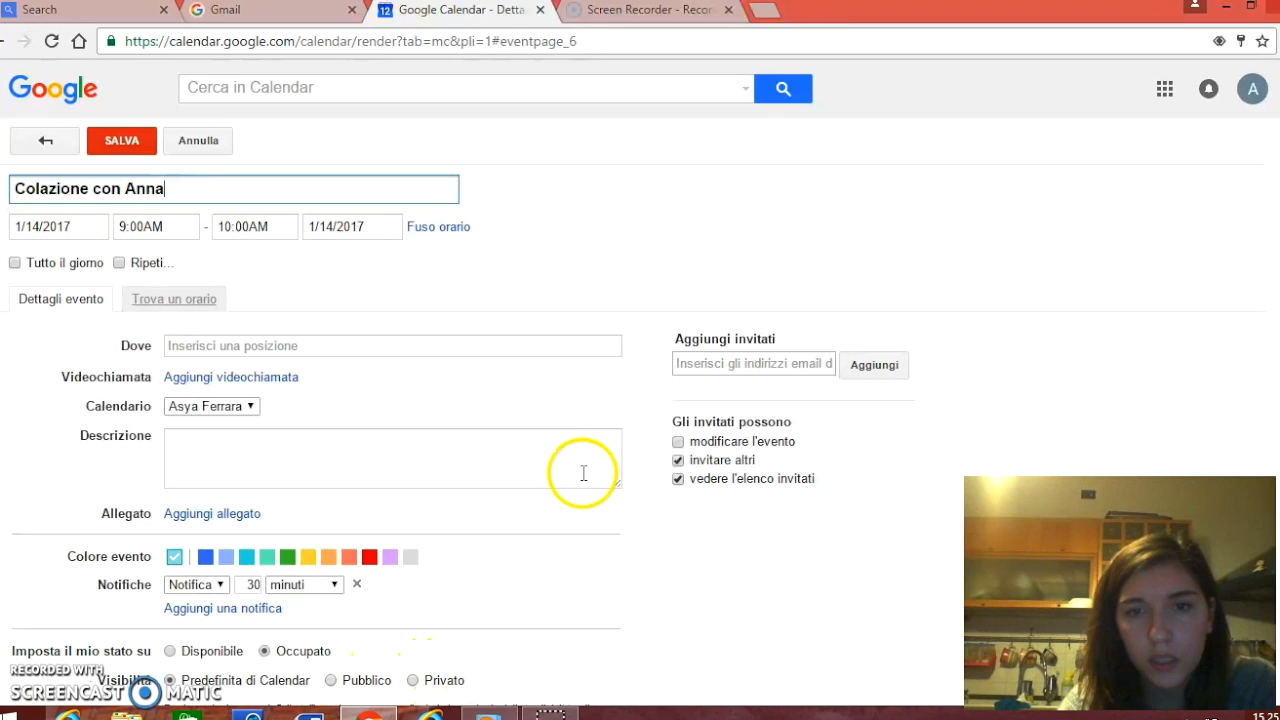 Search
Gmail
Google Calendar - Detta
Screen Recorder - Recor
https://calendar.google.com/calendar/render?tab=mc&pli=1#eventpage_6
Google
Cerca in Calendar
A
SALVA
Annulla
Colazione con Anna
1/14/2017 9:00AM - 10:00AM 1/14/2017 Fuso orario
Tutto il giorno Ripeti...
Dettagli evento Trova un orario
Dove Inserisci una posizione
Videochiamata Aggiungi videochiamata
Calendario Asya Ferrara
Descrizione
Allegato Aggiungi allegato
Colore evento
Notifiche Notifica 30 minuti
Aggiungi una notifica
Imposta il mio stato su Disponibile Occupato
Visibilità Predefinita di Calendar Pubblico Privato
Aggiungi invitati
Inserisci gli indirizzi email d Aggiungi
Gli invitati possono
modificare l'evento
invitare altri
vedere l'elenco invitati
RECORDED WITH
SCREENCAST MATIC
15.25